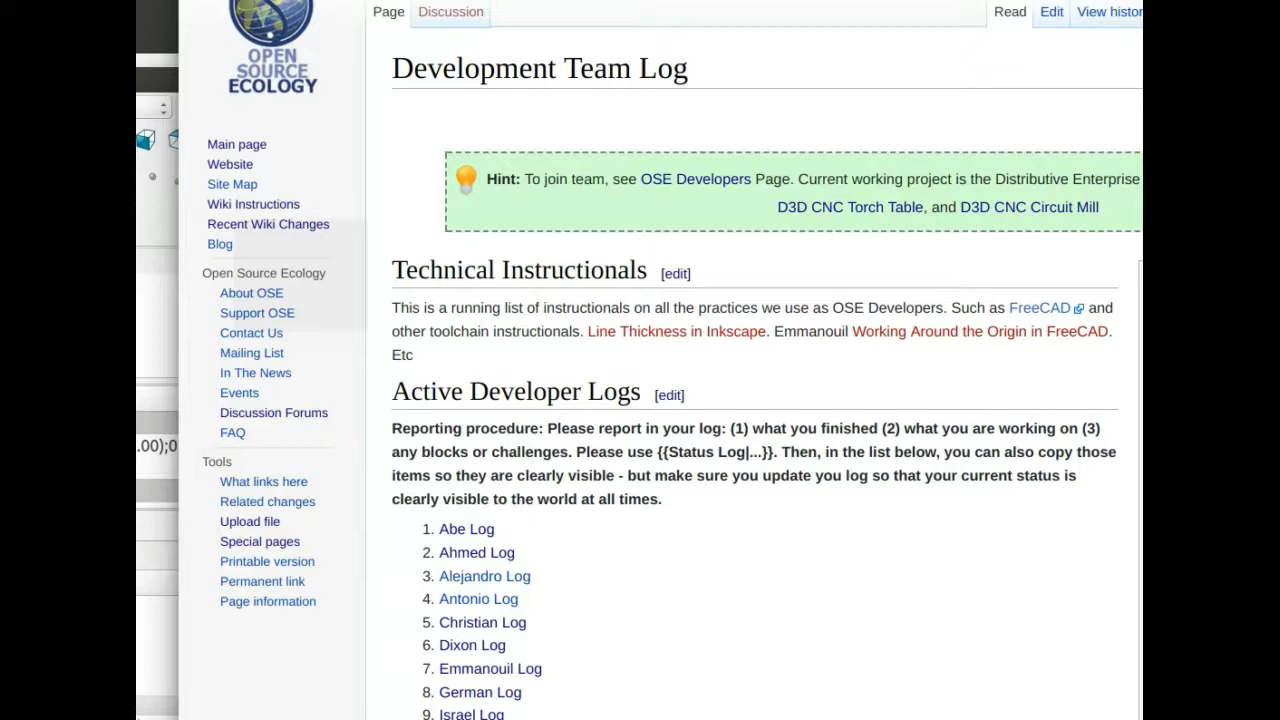 OPEN
SOURCE
ECOLOGY
Page
Discussion
Read
Edit
Development Team Log
Main page
Website
Site Map
Wiki Instructions
Recent Wiki Changes
Blog
Open Source Ecology
About OSE
Support OSE
Contact Us
Mailing List
In The News
Events
Discussion Forums
FAQ
Tools
What links here
Related changes
Upload file
Special pages
Printable version
Permanent link
Page information
.00);0
Hint: To join team, see OSE Developers Page. Current working project is the Distributive Enterprise
D3D CNC Torch Table, and D3D CNC Circuit Mill
Technical Instructionals [edit]
This is a running list of instructionals on all the practices we use as OSE Developers. Such as FreeCAD and
other toolchain instructionals. Line Thickness in Inkscape. Emmanouil Working Around the Origin in FreeCAD.
Etc
Active Developer Logs [edit]
Reporting procedure: Please report in your log: (1) what you finished (2) what you are working on (3)
any blocks or challenges. Please use {{Status Log|...}}. Then, in the list below, you can also copy those
items so they are clearly visible - but make sure you update you log so that your current status is
clearly visible to the world at all times.
1. Abe Log
2. Ahmed Log
3. Alejandro Log
4. Antonio Log
5. Christian Log
6. Dixon Log
7. Emmanouil Log
8. German Log
9. Israel Log
View histor